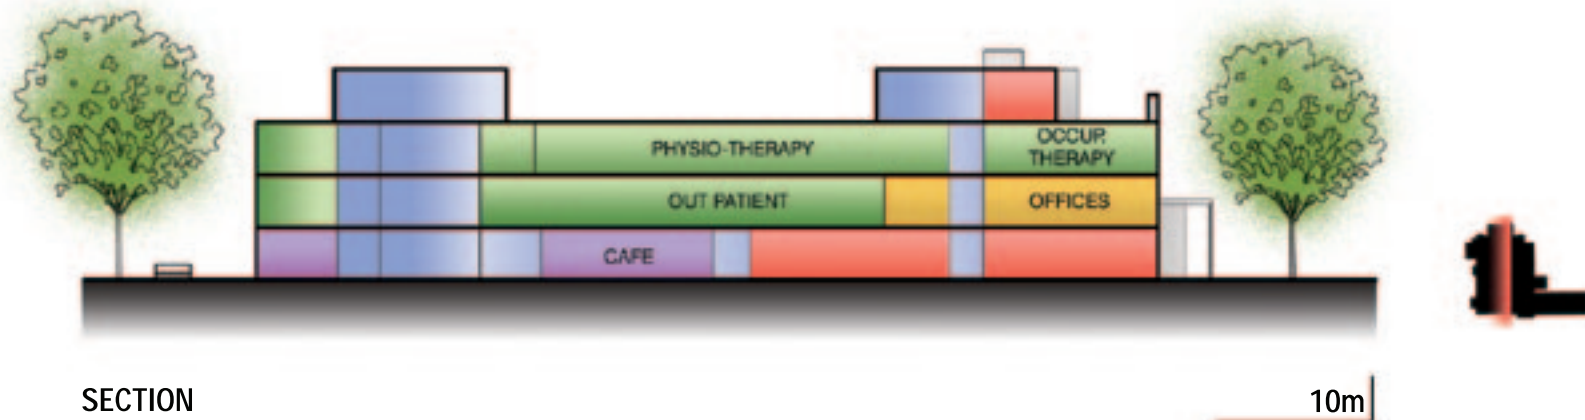 PHYSIO-THERAPY
OCCUP.
THERAPY
OUT PATIENT
OFFICES
CAFE
SECTION
10m